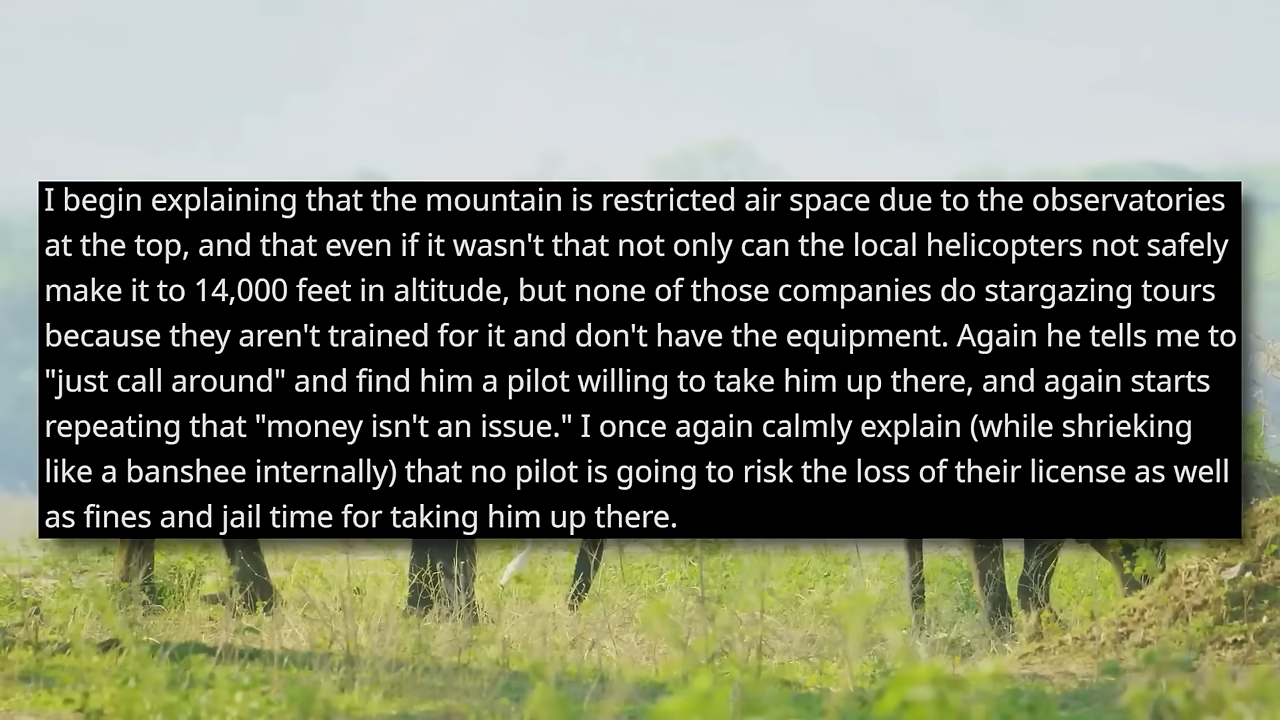 I begin explaining that the mountain is restricted air space due to the observatories
at the top, and that even if it wasn't that not only can the local helicopters not safely
make it to 14,000 feet in altitude, but none of those companies do stargazing tours
because they aren't trained for it and don't have the equipment. Again he tells me to
"just call around" and find him a pilot willing to take him up there, and again starts
repeating that "money isn't an issue." I once again calmly explain (while shrieking
like a banshee internally) that no pilot is going to risk the loss of their license as well
as fines and jail time for taking him up there.